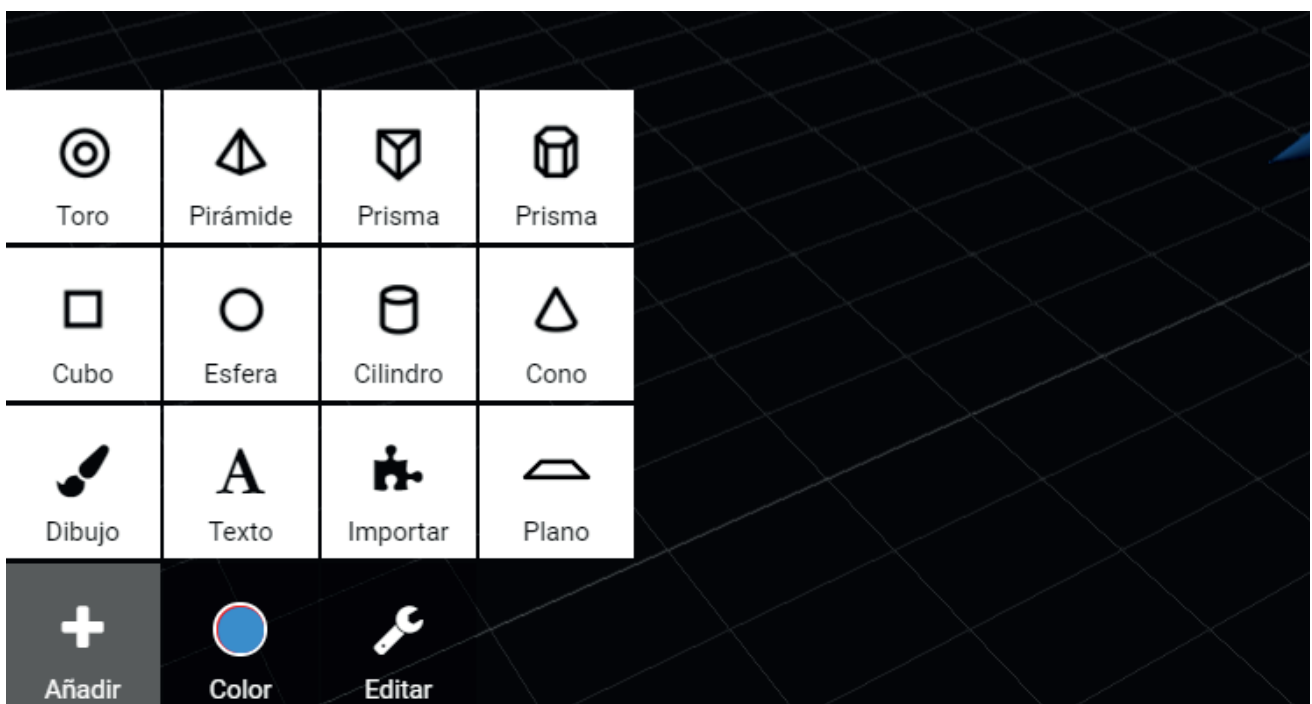 Toro Pirámide Prisma Prisma
Cubo Esfera Cilindro Cono
Dibujo Texto Importar Plano
Añadir Color Editar